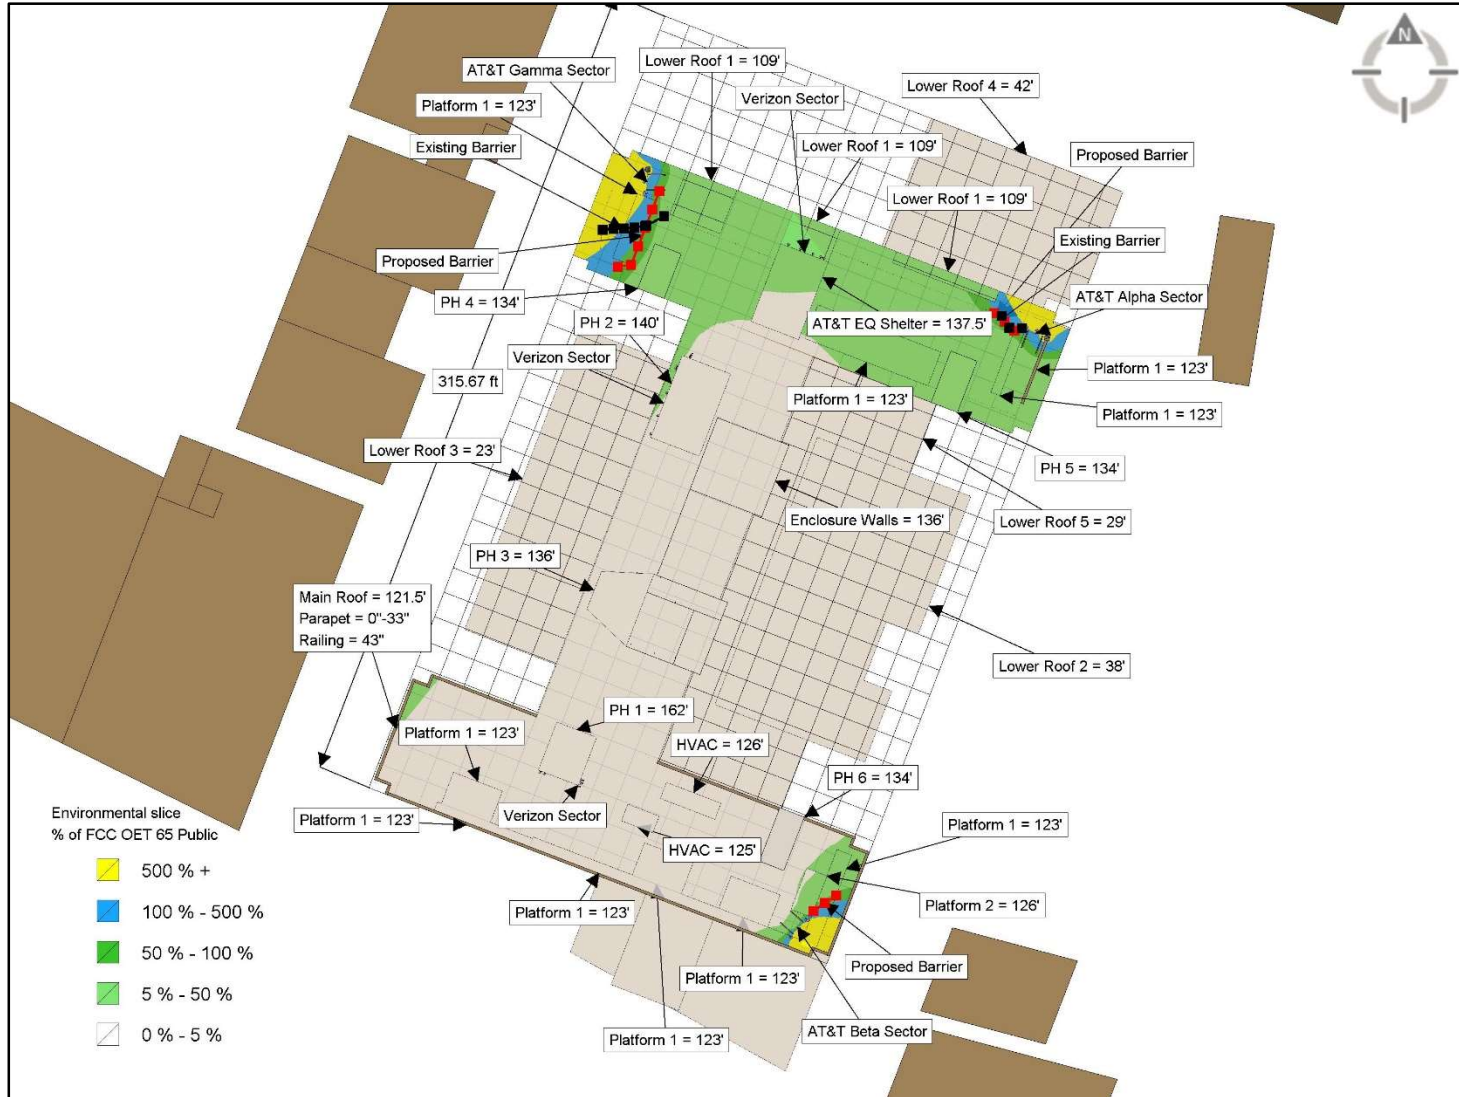 N
Lower Roof 1 = 109'
AT&T Gamma Sector
Lower Roof 4 = 42'
Verizon Sector
Platform 1 = 123'
Existing Barrier
Lower Roof 1 = 109'
Proposed Barrier
Lower Roof 1 = 109'
Existing Barrier
Proposed Barrier
AT&T Alpha Sector
PH 4 = 134'
PH 2 = 140'
AT&T EQ Shelter = 137.5'
Verizon Sector
Platform 1 = 123'
315.67 ft
Platform 1 = 123'
Platform 1 = 123'
Lower Roof 3 = 23'
PH 5 = 134'
Enclosure Walls = 136'
Lower Roof 5 = 29'
PH 3 = 136'
Main Roof = 121.5'
Parapet = 0"-33"
Railing = 43"
Lower Roof 2 = 38'
PH 1 = 162'
Platform 1 = 123'
HVAC = 126'
PH 6 = 134'
Environmental slice
% of FCC OET 65 Public
Platform 1 = 123'
Verizon Sector
Platform 1 = 123'
HVAC = 125'
500 % +
Platform 2 = 126'
100 % - 500 %
Platform 1 = 123'
50 % - 100 %
Proposed Barrier
Platform 1 = 123'
5 % - 50 %
AT&T Beta Sector
0 % - 5 %
Platform 1 = 123'